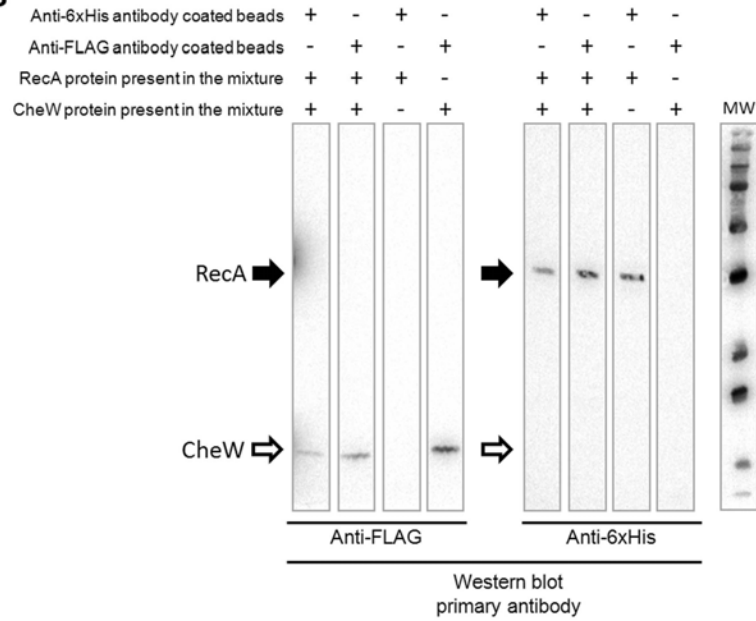 Anti-6xHis antibody coated beads + - + - + - + -
Anti-FLAG antibody coated beads - + - + - + - +
RecA protein present in the mixture + + + - + + + -
CheW protein present in the mixture + + - + + + - + MW
RecA
CheW
Anti-FLAG Anti-6xHis
Western blot
primary antibody